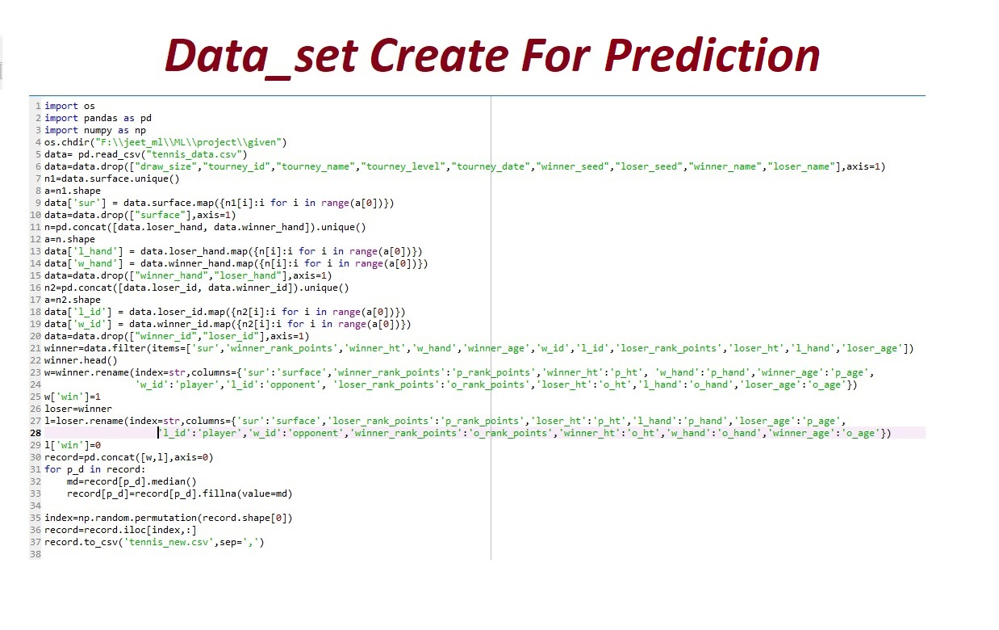 Data_set Create For Prediction
1 import os
2 import pandas as pd
3 import numpy as np
4 os.chdir("F:\\jeet_ml\\ML\\project\\given")
5 data= pd.read_csv("tennis_data.csv")
6 data=data.drop(["draw_size","tourney_id","tourney_name","tourney_level","tourney_date","winner_seed","loser_seed","winner_name","loser_name"],axis=1)
7 n1=data.surface.unique()
8 a=n1.shape
9 data['sur'] = data.surface.map({n1[i]:i for i in range(a[0])})
10 data=data.drop(["surface"],axis=1)
11 n=pd.concat([data.loser_hand, data.winner_hand]).unique()
12 a=n.shape
13 data['l_hand'] = data.loser_hand.map({n[i]:i for i in range(a[0])})
14 data['w_hand'] = data.winner_hand.map({n[i]:i for i in range(a[0])})
15 data=data.drop(["winner_hand","loser_hand"],axis=1)
16 n2=pd.concat([data.loser_id, data.winner_id]).unique()
17 a=n2.shape
18 data['l_id'] = data.loser_id.map({n2[i]:i for i in range(a[0])})
19 data['w_id'] = data.winner_id.map({n2[i]:i for i in range(a[0])})
20 data=data.drop(["winner_id","loser_id"],axis=1)
21 winner=data.filter(items=['sur','winner_rank_points','winner_ht','w_hand','winner_age','w_id','l_id','loser_rank_points','loser_ht','l_hand','loser_age'])
22 winner.head()
23 w=winner.rename(index=str,columns={'sur':'surface','winner_rank_points':'p_rank_points','winner_ht':'p_ht', 'w_hand':'p_hand','winner_age':'p_age',
24 'w_id':'player','l_id':'opponent', 'loser_rank_points':'o_rank_points','loser_ht':'o_ht','l_hand':'o_hand','loser_age':'o_age'})
25 w['win']=1
26 loser=winner
27 l=loser.rename(index=str,columns={'sur':'surface','loser_rank_points':'p_rank_points','loser_ht':'p_ht','l_hand':'p_hand','loser_age':'p_age',
28 'l_id':'player','w_id':'opponent','winner_rank_points':'o_rank_points','winner_ht':'o_ht','w_hand':'o_hand','winner_age':'o_age'})
29 l['win']=0
30 record=pd.concat([w,l],axis=0)
31 for p_d in record:
32 md=record[p_d].median()
33 record[p_d]=record[p_d].fillna(value=md)
34
35 index=np.random.permutation(record.shape[0])
36 record=record.iloc[index,:]
37 record.to_csv('tennis_new.csv',sep=',')
38